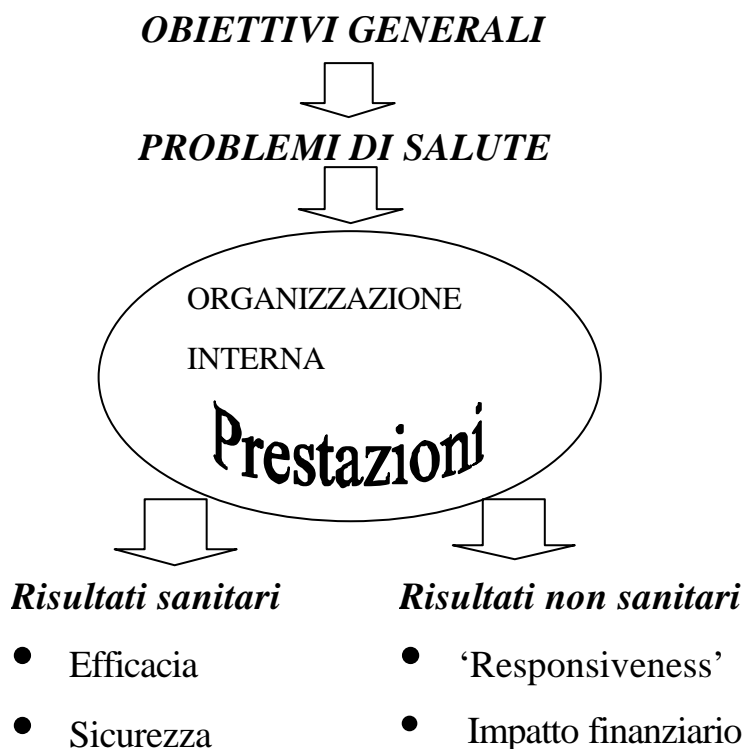 OBIETTIVI GENERALI
PROBLEMI DI SALUTE
ORGANIZZAZIONE
INTERNA
Prestazioni
Risultati sanitari
• Efficacia
• Sicurezza
Risultati non sanitari
• ‘Responsiveness’
• Impatto finanziario